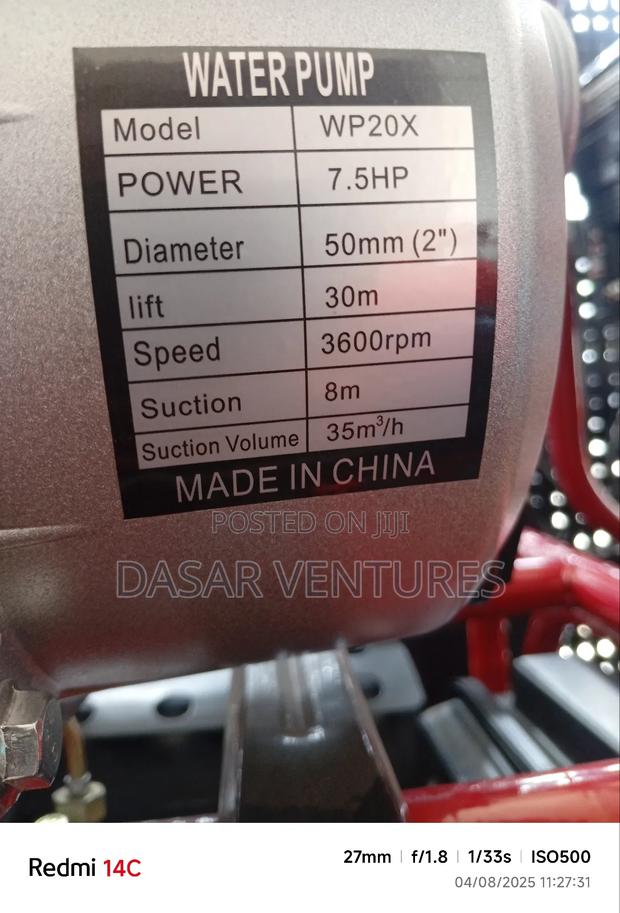 WATER PUMP
Model WP20X
POWER 7.5HP
Diameter 50mm (2")
lift 30m
Speed 3600rpm
Suction 8m
Suction Volume 35m³/h
MADE IN CHINA
POSTED ON JIJI
DASAR VENTURES
Redmi 14C
27mm | f/1.8 | 1/33s | ISO500
04/08/2025 11:27:31